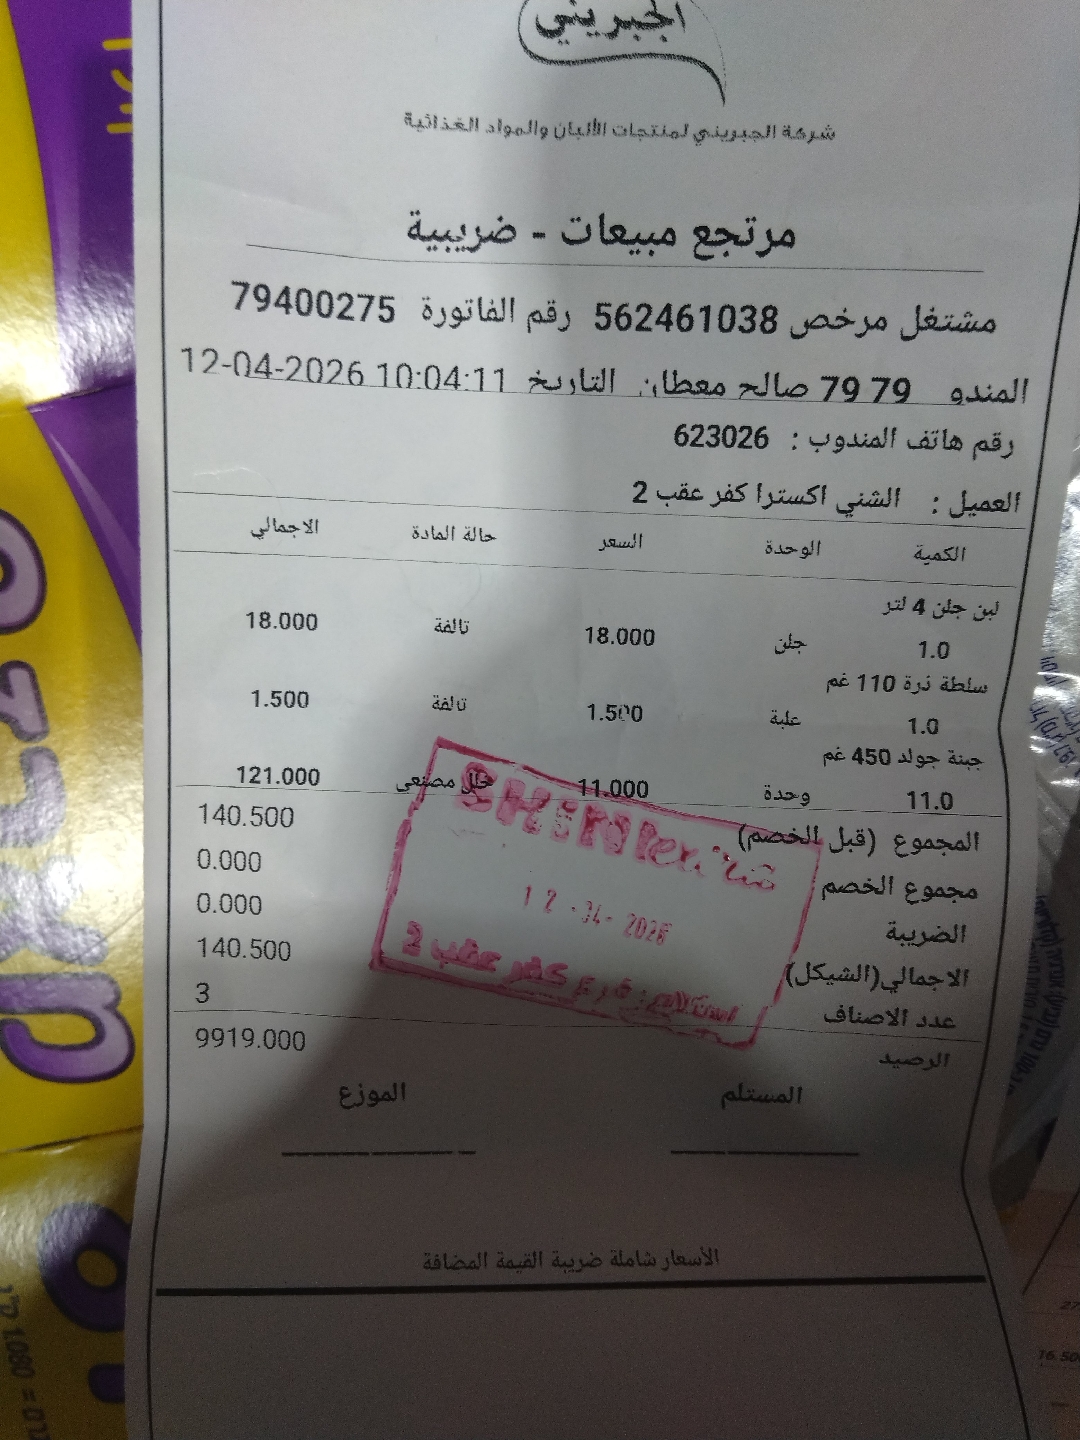 الجبريني
شركة الجبريني لمنتجات الألبان والمواد الغذائية
مرتجع مبيعات - ضريبية
مشتغل مرخص 562461038 رقم الفاتورة 79400275
المندو 79 79 صالح معطان التاريخ 12-04-2026 10:04:11
رقم هاتف المندوب : 623026
العميل : الشني اكسترا كفر عقب 2
الكمية الوحدة السعر حالة المادة الاجمالي
لبن جلن 4 لتر
1.0 جلن 18.000 تالفة 18.000
سلطة ذرة 110 غم
1.0 علبة 1.500 تالفة 1.500
جبنة جولد 450 غم
11.0 وحدة 11.000 خلل مصنعي 121.000
المجموع (قبل الخصم) 140.500
مجموع الخصم 0.000
الضريبة 0.000
الاجمالي(الشيكل) 140.500
عدد الاصناف 3
الرصيد 9919.000
12-04-2026
استلام: فرع كفر عقب 2
المستلم الموزع
الأسعار شاملة ضريبة القيمة المضافة